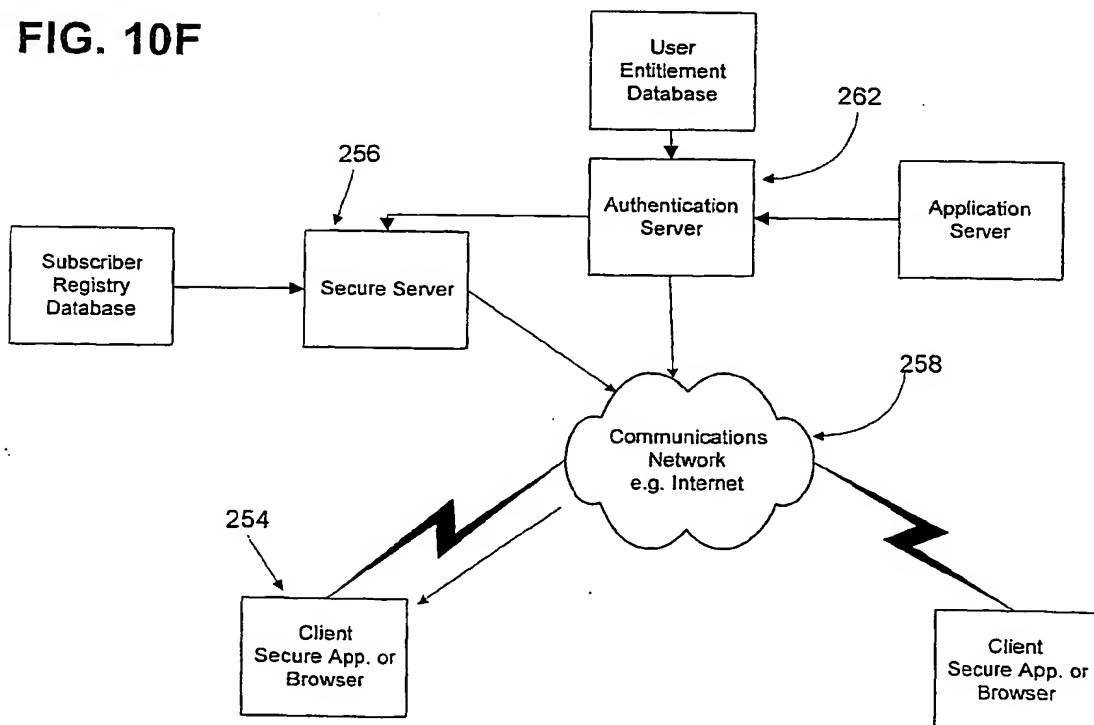 FIG. 10F
User
Entitlement
Database
262
256
Authentication
Server
Application
Server
Subscriber
Registry
Database
Secure Server
258
Communications
Network
e.g. Internet
254
Client
Secure App. or
Browser
Client
Secure App. or
Browser